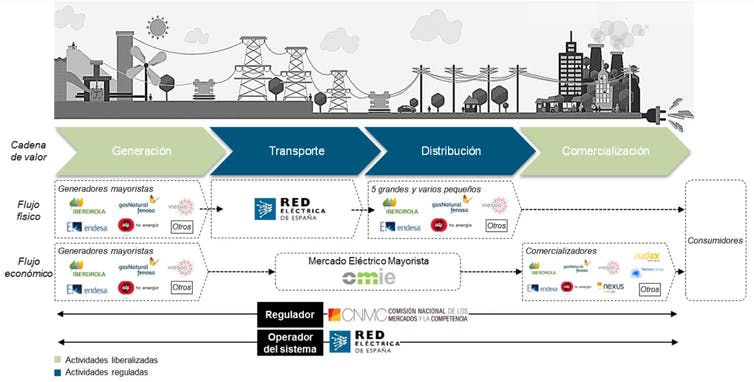 Cadena
de valor
Generación
Transporte
Distribución
Comercialización
Flujo
físico
Generadores mayoristas
IBERDROLA
gasNatural
fenosa
viesgo
endesa
edp hc energía
Otros
RED
ELÉCTRICA
DE ESPAÑA
5 grandes y varios pequeños
IBERDROLA
gasNatural
fenosa
viesgo
endesa
edp hc energía
Otros
Consumidores
Flujo
económico
Generadores mayoristas
IBERDROLA
gasNatural
fenosa
viesgo
endesa
edp hc energía
Otros
Mercado Eléctrico Mayorista
omie
Comercializadores
IBERDROLA
gasNatural
fenosa
viesgo
audax
endesa
edp hc energía
nexus
Otros
Regulador
CNMC
COMISIÓN NACIONAL DE LOS
MERCADOS Y LA COMPETENCIA
Operador
del sistema
RED
ELÉCTRICA
DE ESPAÑA
Actividades liberalizadas
Actividades reguladas